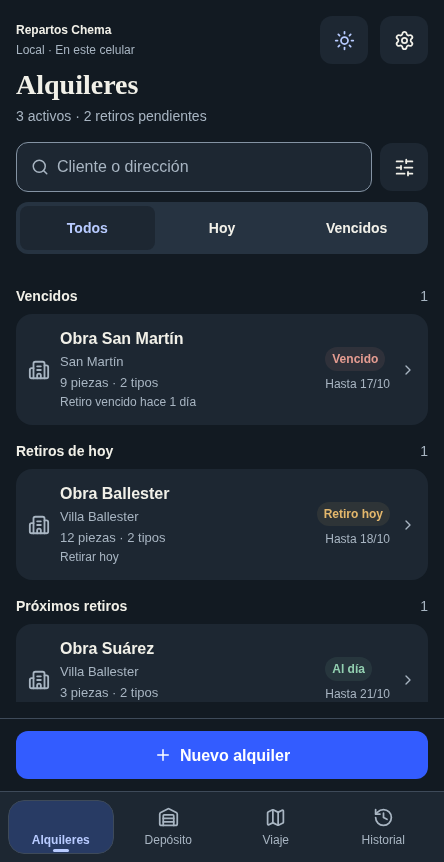 Repartos Chema
Local · En este celular
Alquileres
3 activos · 2 retiros pendientes
Cliente o dirección
Todos
Hoy
Vencidos
Vencidos
1
Obra San Martín
San Martín
9 piezas · 2 tipos
Retiro vencido hace 1 día
Vencido
Hasta 17/10
Retiros de hoy
1
Obra Ballester
Villa Ballester
12 piezas · 2 tipos
Retirar hoy
Retiro hoy
Hasta 18/10
Próximos retiros
1
Obra Suárez
Villa Ballester
3 piezas · 2 tipos
Al día
Hasta 21/10
Nuevo alquiler
Alquileres
Depósito
Viaje
Historial